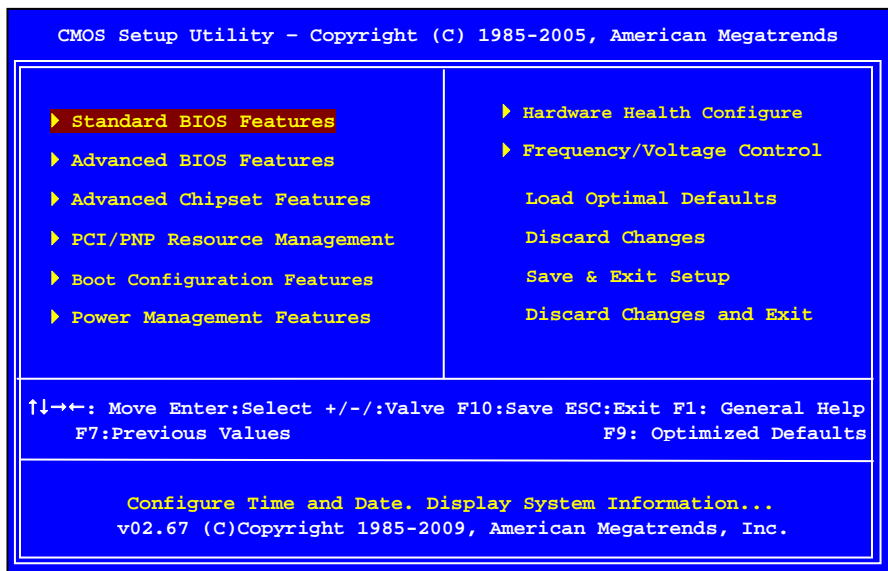 CMOS Setup Utility – Copyright (C) 1985-2005, American Megatrends
Standard BIOS Features
Advanced BIOS Features
Advanced Chipset Features
PCI/PNP Resource Management
Boot Configuration Features
Power Management Features
Hardware Health Configure
Frequency/Voltage Control
Load Optimal Defaults
Discard Changes
Save & Exit Setup
Discard Changes and Exit
↑↓→←: Move Enter:Select +/-/:Valve F10:Save ESC:Exit F1: General Help
F7:Previous Values F9: Optimized Defaults
Configure Time and Date. Display System Information...
v02.67 (C)Copyright 1985-2009, American Megatrends, Inc.